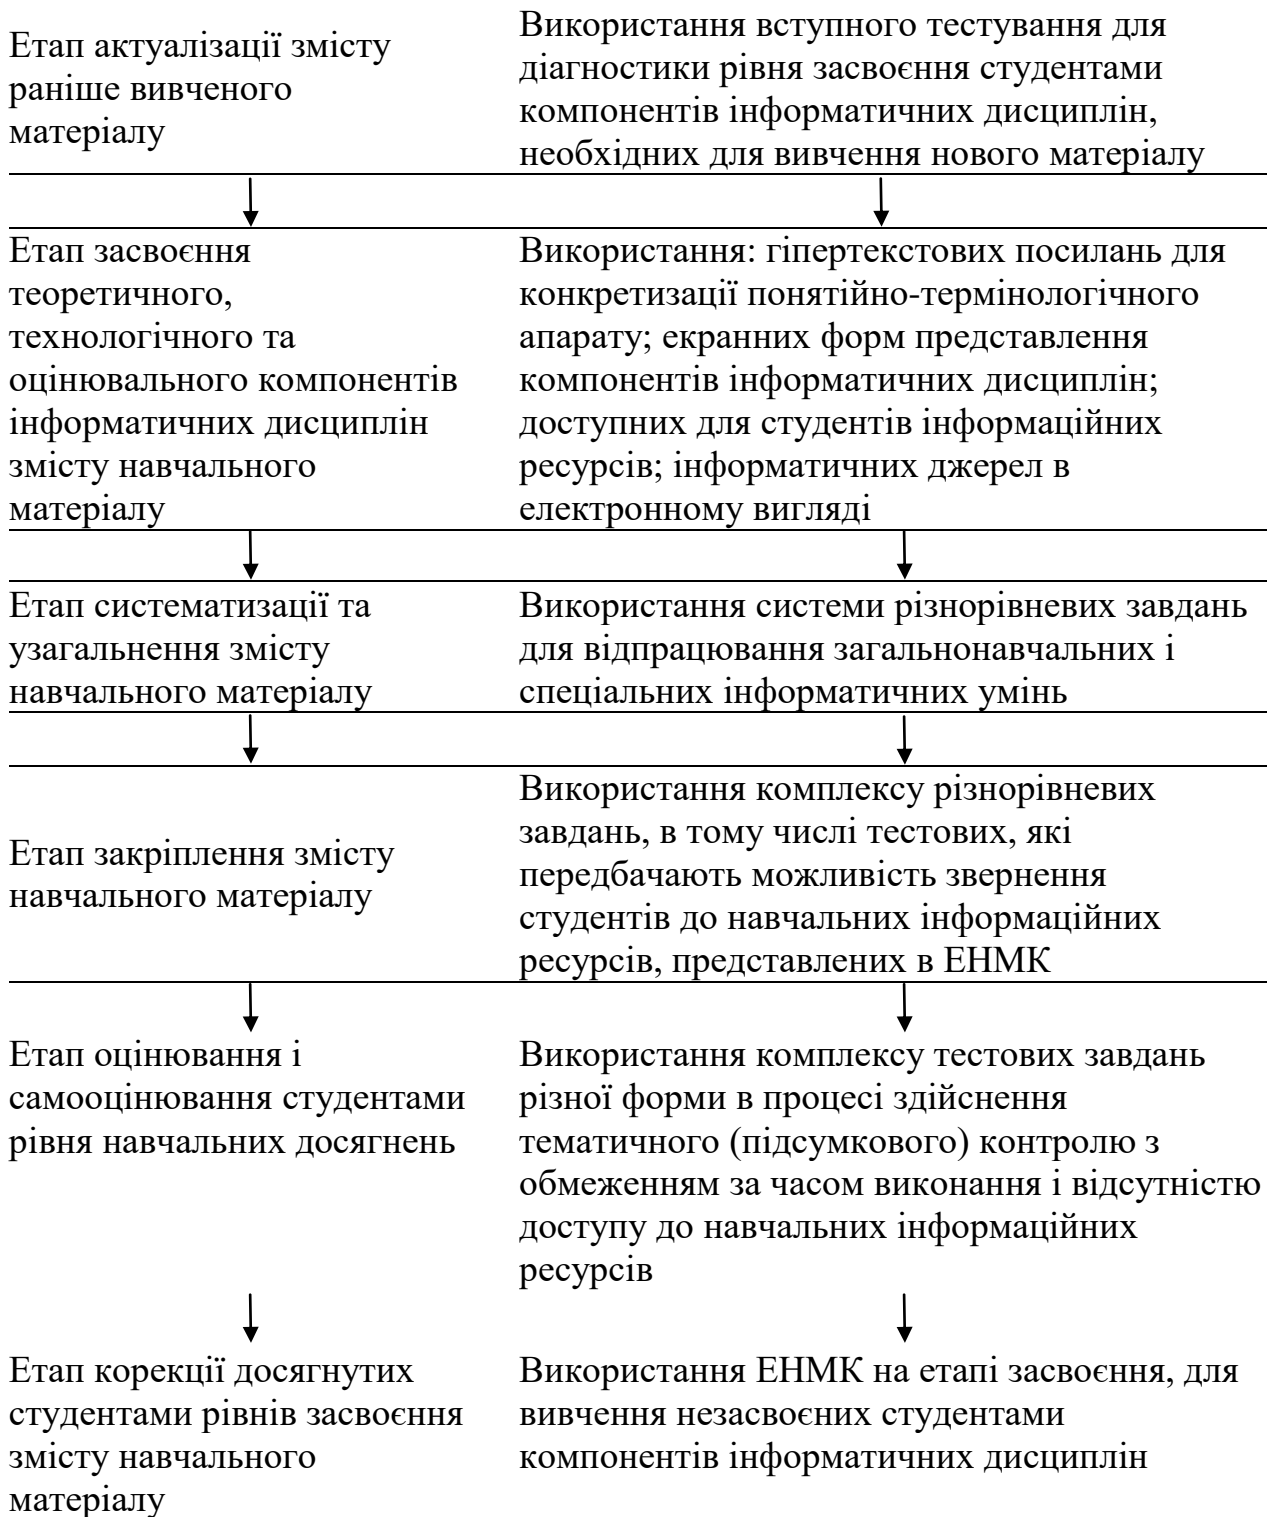 Етап актуалізації змісту
раніше вивченого
матеріалу
Використання вступного тестування для
діагностики рівня засвоєння студентами
компонентів інформатичних дисциплін,
необхідних для вивчення нового матеріалу
Етап засвоєння
теоретичного,
технологічного та
оцінювального компонентів
інформатичних дисциплін
змісту навчального
матеріалу
Використання: гіпертекстових посилань для
конкретизації понятійно-термінологічного
апарату; екранних форм представлення
компонентів інформатичних дисциплін;
доступних для студентів інформаційних
ресурсів; інформатичних джерел в
електронному вигляді
Етап систематизації та
узагальнення змісту
навчального матеріалу
Використання системи різнорівневих завдань
для відпрацювання загальнонавчальних і
спеціальних інформатичних умінь
Етап закріплення змісту
навчального матеріалу
Використання комплексу різнорівневих
завдань, в тому числі тестових, які
передбачають можливість звернення
студентів до навчальних інформаційних
ресурсів, представлених в ЕНМК
Етап оцінювання і
самооцінювання студентами
рівня навчальних досягнень
Використання комплексу тестових завдань
різної форми в процесі здійснення
тематичного (підсумкового) контролю з
обмеженням за часом виконання і відсутністю
доступу до навчальних інформаційних
ресурсів
Етап корекції досягнутих
студентами рівнів засвоєння
змісту навчального
матеріалу
Використання ЕНМК на етапі засвоєння, для
вивчення незасвоєних студентами
компонентів інформатичних дисциплін